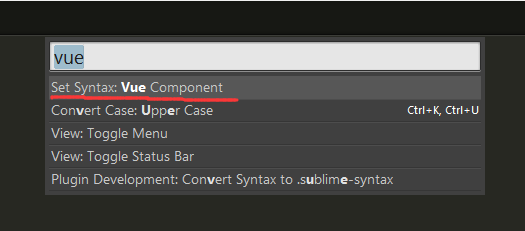 vue
Set Syntax: Vue Component
Convert Case: Upper Case Ctrl+K, Ctrl+U
View: Toggle Menu
View: Toggle Status Bar
Plugin Development: Convert Syntax to .sublime-syntax